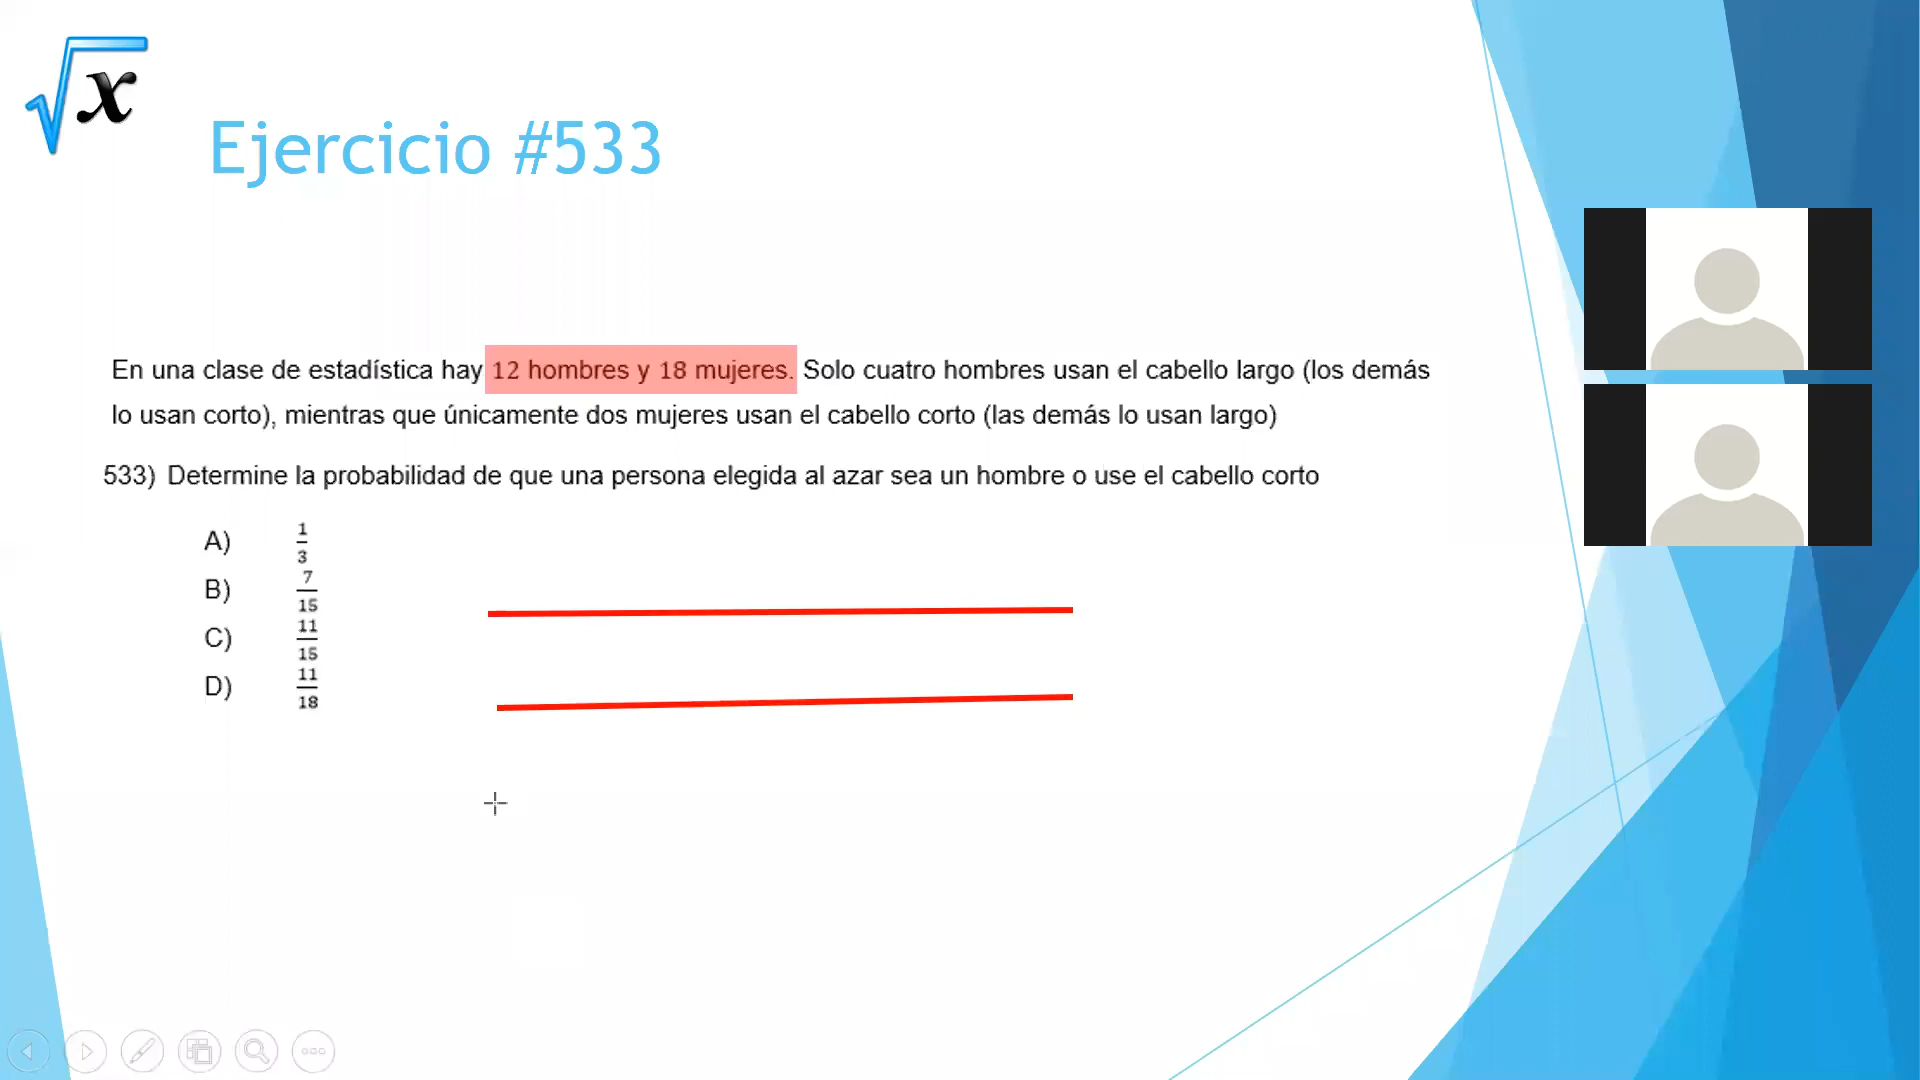 √x
Ejercicio #533
En una clase de estadística hay 12 hombres y 18 mujeres. Solo cuatro hombres usan el cabello largo (los demás
lo usan corto), mientras que únicamente dos mujeres usan el cabello corto (las demás lo usan largo)
533) Determine la probabilidad de que una persona elegida al azar sea un hombre o use el cabello corto
A) 1/3
B) 7/15
C) 11/15
D) 11/18